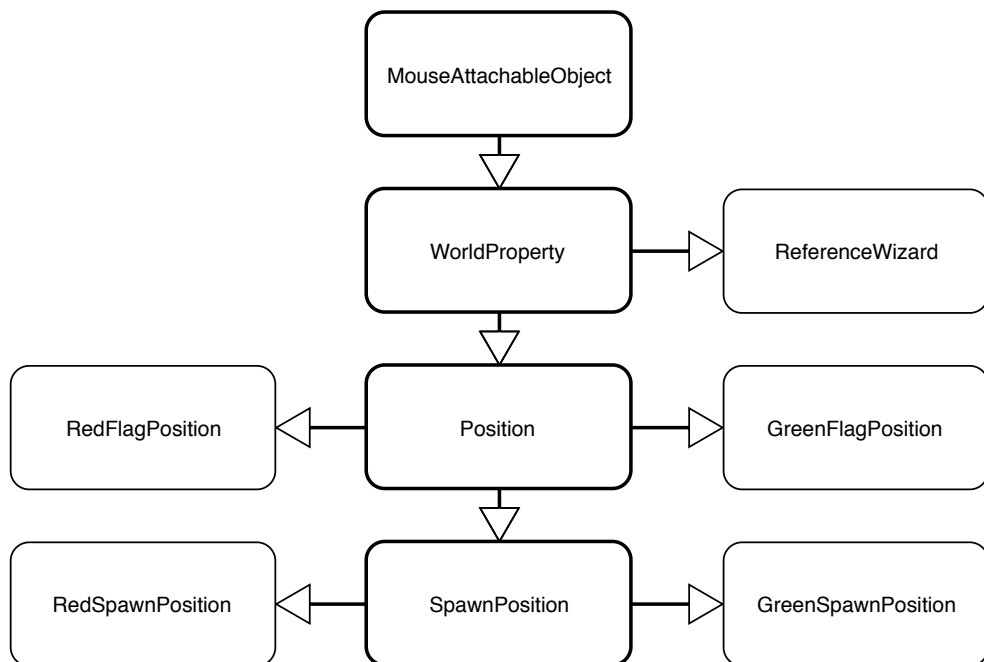 MouseAttachableObject
WorldProperty
ReferenceWizard
RedFlagPosition
Position
GreenFlagPosition
RedSpawnPosition
SpawnPosition
GreenSpawnPosition